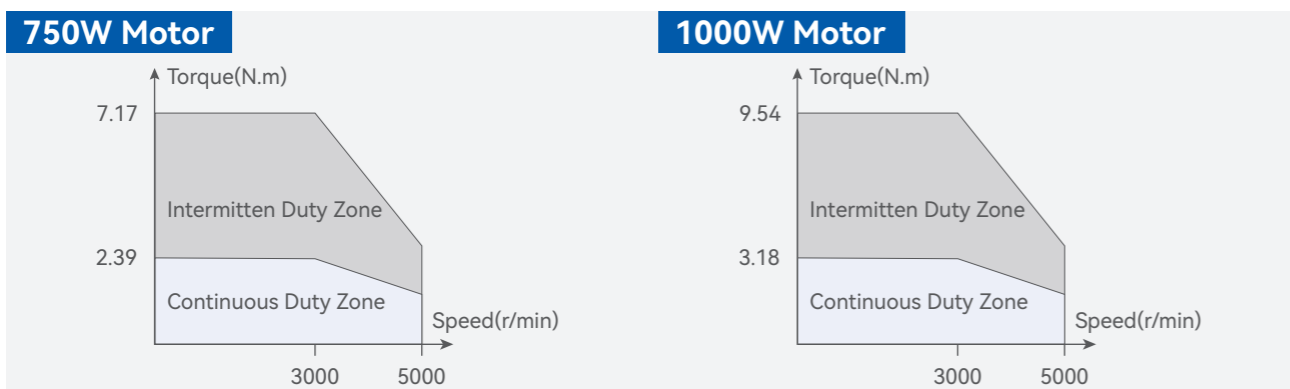 750W Motor
Torque(N.m)
7.17
Intermitten Duty Zone
2.39
Continuous Duty Zone
Speed(r/min)
3000 5000
1000W Motor
Torque(N.m)
9.54
Intermitten Duty Zone
3.18
Continuous Duty Zone
Speed(r/min)
3000 5000